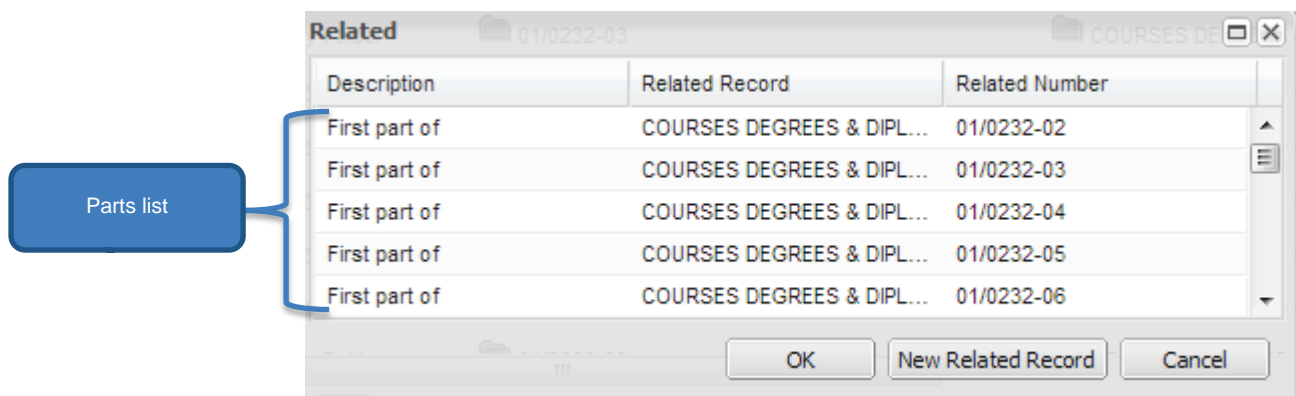 Related
01/0232-03
COURSES DE
Description Related Record Related Number
First part of COURSES DEGREES & DIPL... 01/0232-02
First part of COURSES DEGREES & DIPL... 01/0232-03
Parts list
First part of COURSES DEGREES & DIPL... 01/0232-04
First part of COURSES DEGREES & DIPL... 01/0232-05
First part of COURSES DEGREES & DIPL... 01/0232-06
OK New Related Record Cancel